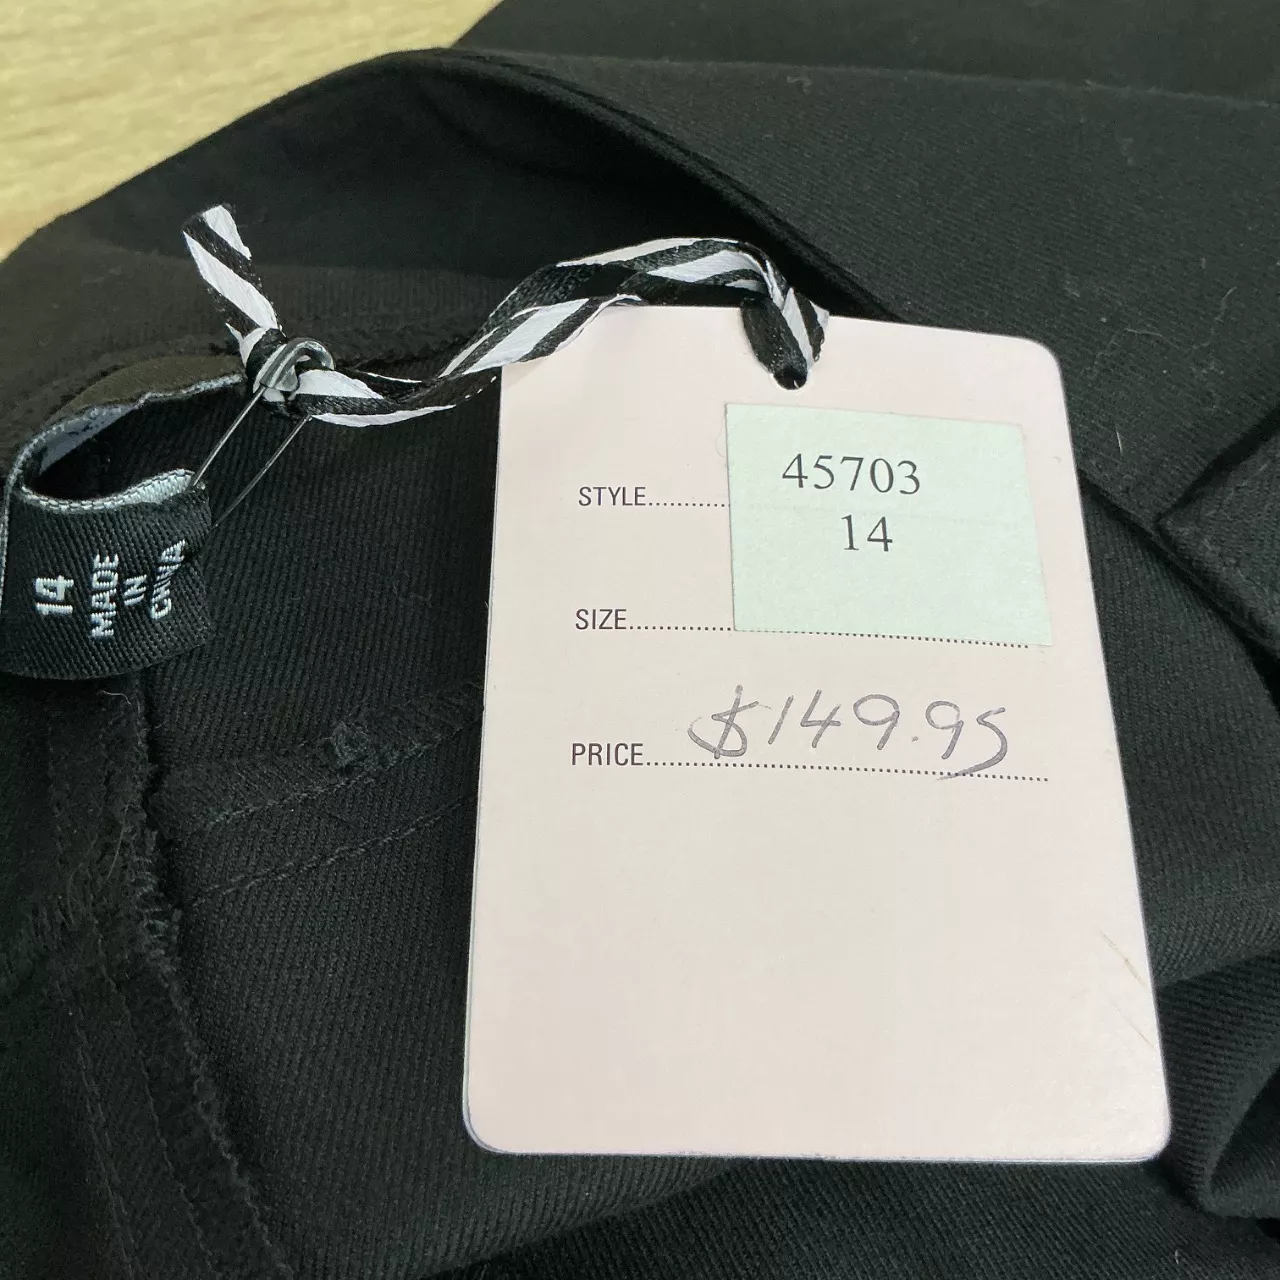 45703
STYLE..........
14
SIZE..........
$149.95
PRICE..........
14
MADE
IN
CHINA